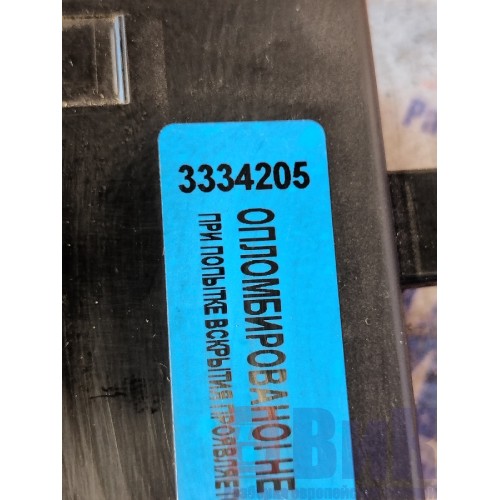 3334205
ОПЛОМБИРОВАНО! НЕ
ПРИ ПОПЫТКЕ ВСКРЫТИЯ ПРОЯВЛЯЕТ